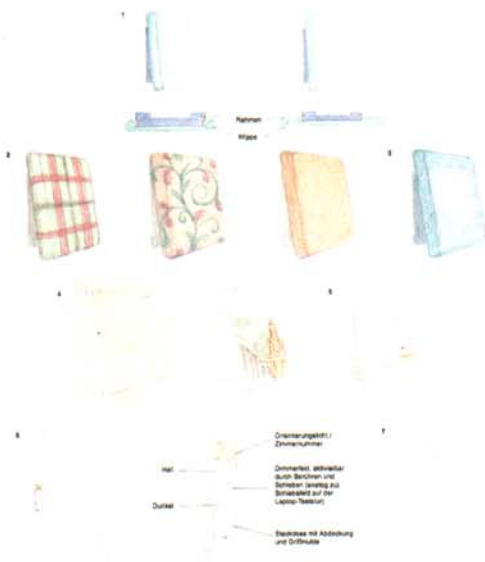 1
Rahmen
Wippe
2
3
4
5
6
Orientierungslicht /
Zimmernummer
Hell
Dimmerfeld, aktivierbar
durch Berühren und
Schieben (analog zu
Schiebefeld auf der
Laptop-Tastatur)
Dunkel
Steckdose mit Abdeckung
und Griffmulde
7